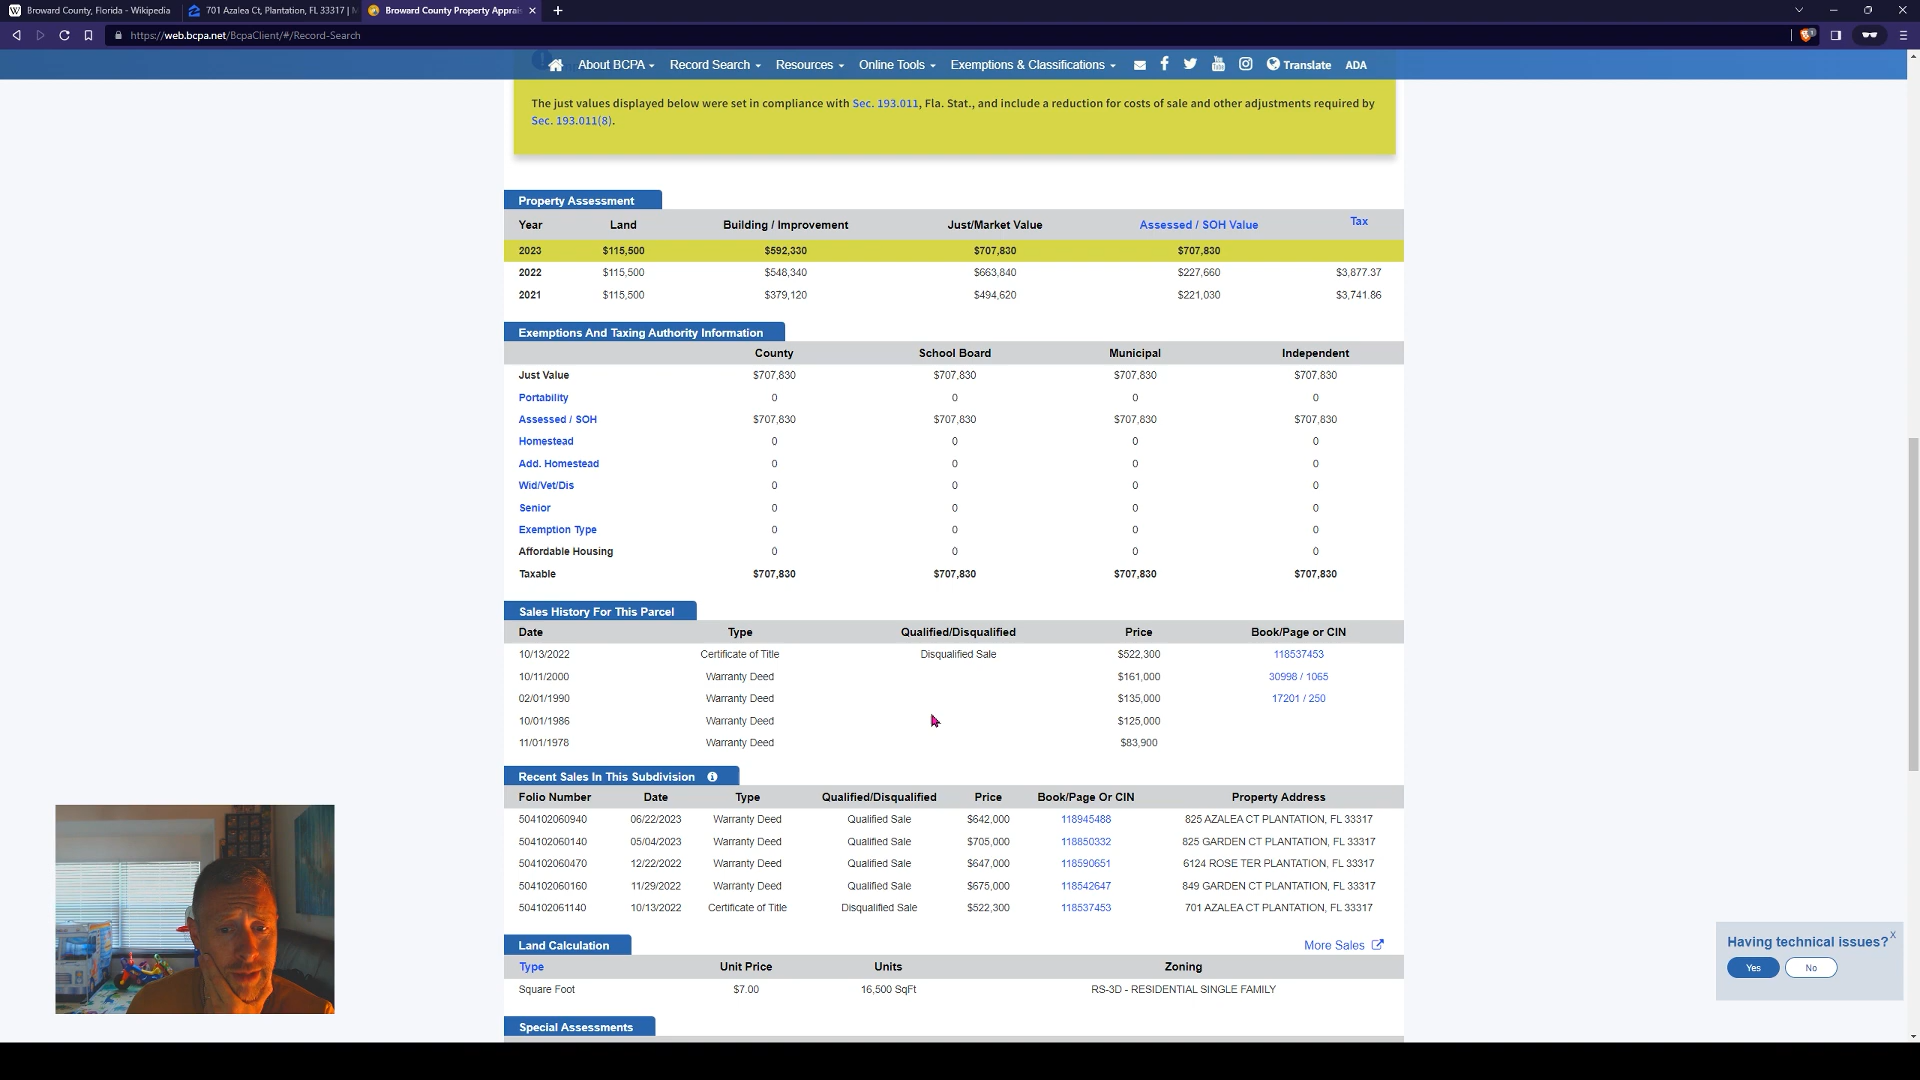 Broward County, Florida - Wikipedia
701 Azalea Ct, Plantation, FL 33317 |
Broward County Property Apprai
https://web.bcpa.net/BcpaClient/#/Record-Search
About BCPA Record Search Resources Online Tools Exemptions & Classifications Translate ADA
The just values displayed below were set in compliance with Sec. 193.011, Fla. Stat., and include a reduction for costs of sale and other adjustments required by
Sec. 193.011(8).
Property Assessment
Year Land Building / Improvement Just/Market Value Assessed / SOH Value Tax
2023 $115,500 $592,330 $707,830 $707,830
2022 $115,500 $548,340 $663,840 $227,660 $3,877.37
2021 $115,500 $379,120 $494,620 $221,030 $3,741.86
Exemptions And Taxing Authority Information
County School Board Municipal Independent
Just Value $707,830 $707,830 $707,830 $707,830
Portability 0 0 0 0
Assessed / SOH $707,830 $707,830 $707,830 $707,830
Homestead 0 0 0 0
Add. Homestead 0 0 0 0
Wid/Vet/Dis 0 0 0 0
Senior 0 0 0 0
Exemption Type 0 0 0 0
Affordable Housing 0 0 0 0
Taxable $707,830 $707,830 $707,830 $707,830
Sales History For This Parcel
Date Type Qualified/Disqualified Price Book/Page or CIN
10/13/2022 Certificate of Title Disqualified Sale $522,300 118537453
10/11/2000 Warranty Deed $161,000 30998 / 1065
02/01/1990 Warranty Deed $135,000 17201 / 250
10/01/1986 Warranty Deed $125,000
11/01/1978 Warranty Deed $83,900
Recent Sales In This Subdivision
Folio Number Date Type Qualified/Disqualified Price Book/Page Or CIN Property Address
504102060940 06/22/2023 Warranty Deed Qualified Sale $642,000 118945488 825 AZALEA CT PLANTATION, FL 33317
504102060140 05/04/2023 Warranty Deed Qualified Sale $705,000 118850332 825 GARDEN CT PLANTATION, FL 33317
504102060470 12/22/2022 Warranty Deed Qualified Sale $647,000 118590651 6124 ROSE TER PLANTATION, FL 33317
504102060160 11/29/2022 Warranty Deed Qualified Sale $675,000 118542647 849 GARDEN CT PLANTATION, FL 33317
504102061140 10/13/2022 Certificate of Title Disqualified Sale $522,300 118537453 701 AZALEA CT PLANTATION, FL 33317
Land Calculation
More Sales
Type Unit Price Units Zoning
Square Foot $7.00 16,500 SqFt RS-3D - RESIDENTIAL SINGLE FAMILY
Special Assessments
Having technical issues? X
Yes No